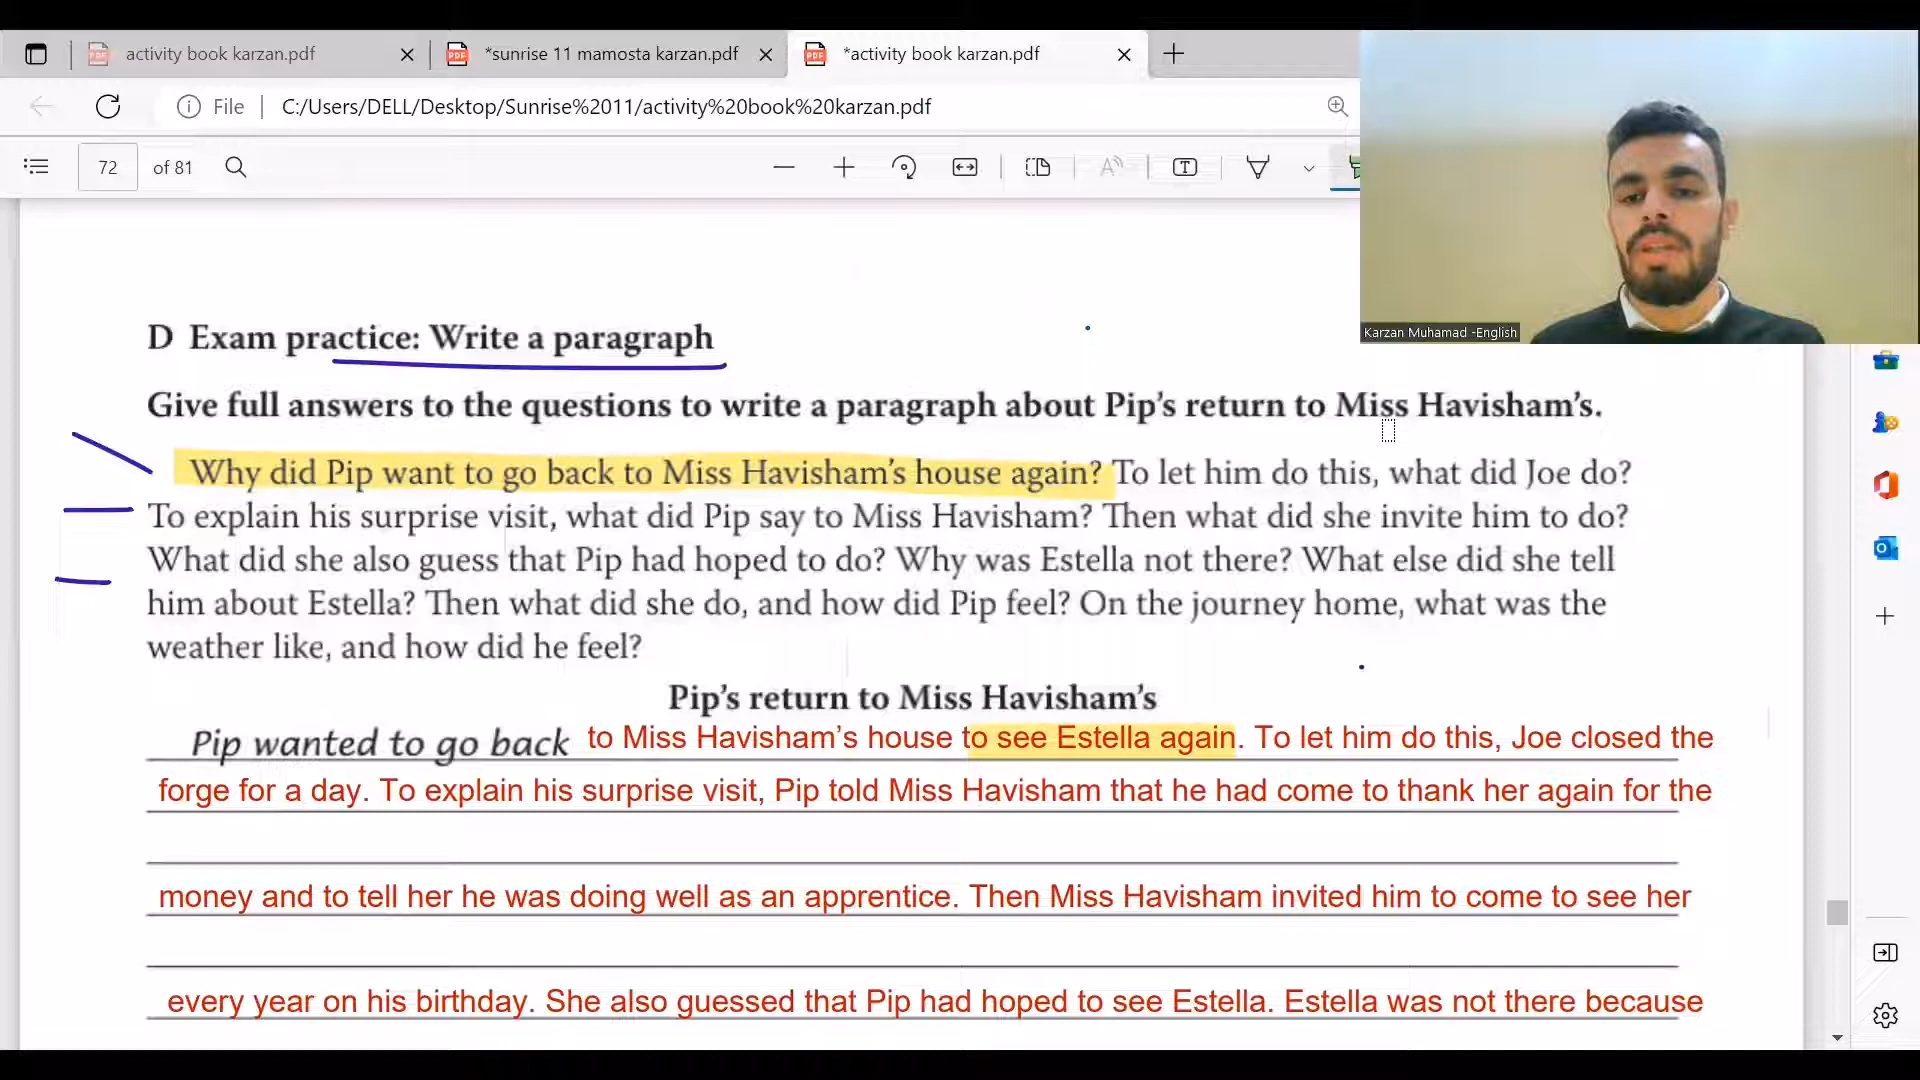 activity book karzan.pdf
*sunrise 11 mamosta karzan.pdf
*activity book karzan.pdf
File
C:/Users/DELL/Desktop/Sunrise%2011/activity%20book%20karzan.pdf
72 of 81
Karzan Muhamad -English
D Exam practice: Write a paragraph
Give full answers to the questions to write a paragraph about Pip's return to Miss Havisham's.
Why did Pip want to go back to Miss Havisham's house again? To let him do this, what did Joe do?
To explain his surprise visit, what did Pip say to Miss Havisham? Then what did she invite him to do?
What did she also guess that Pip had hoped to do? Why was Estella not there? What else did she tell
him about Estella? Then what did she do, and how did Pip feel? On the journey home, what was the
weather like, and how did he feel?
Pip's return to Miss Havisham's
Pip wanted to go back to Miss Havisham's house to see Estella again. To let him do this, Joe closed the
forge for a day. To explain his surprise visit, Pip told Miss Havisham that he had come to thank her again for the
money and to tell her he was doing well as an apprentice. Then Miss Havisham invited him to come to see her
every year on his birthday. She also guessed that Pip had hoped to see Estella. Estella was not there because